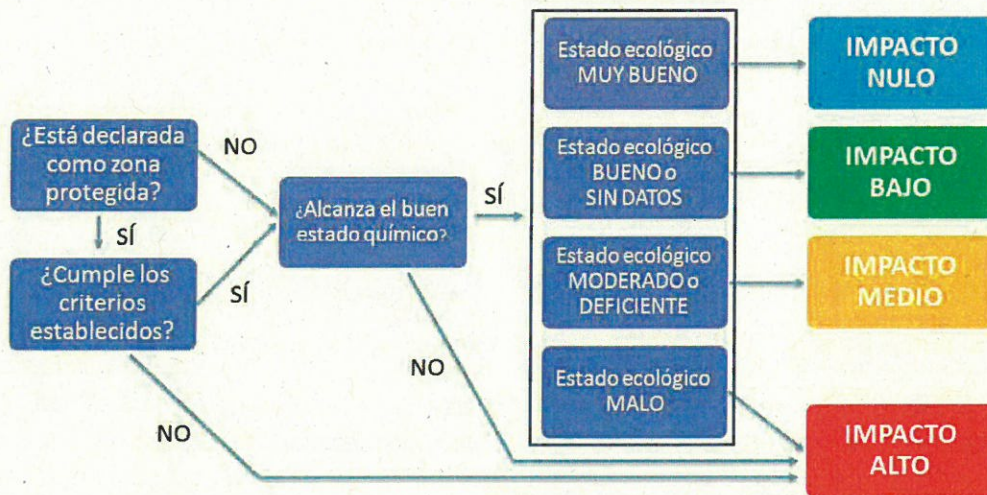 ¿Está declarada
como zona
protegida?
NO
SÍ
¿Cumple los
criterios
establecidos?
SÍ
NO
¿Alcanza el buen
estado químico?
SÍ
NO
Estado ecológico
MUY BUENO
IMPACTO
NULO
Estado ecológico
BUENO o
SIN DATOS
IMPACTO
BAJO
Estado ecológico
MODERADO o
DEFICIENTE
IMPACTO
MEDIO
Estado ecológico
MALO
IMPACTO
ALTO